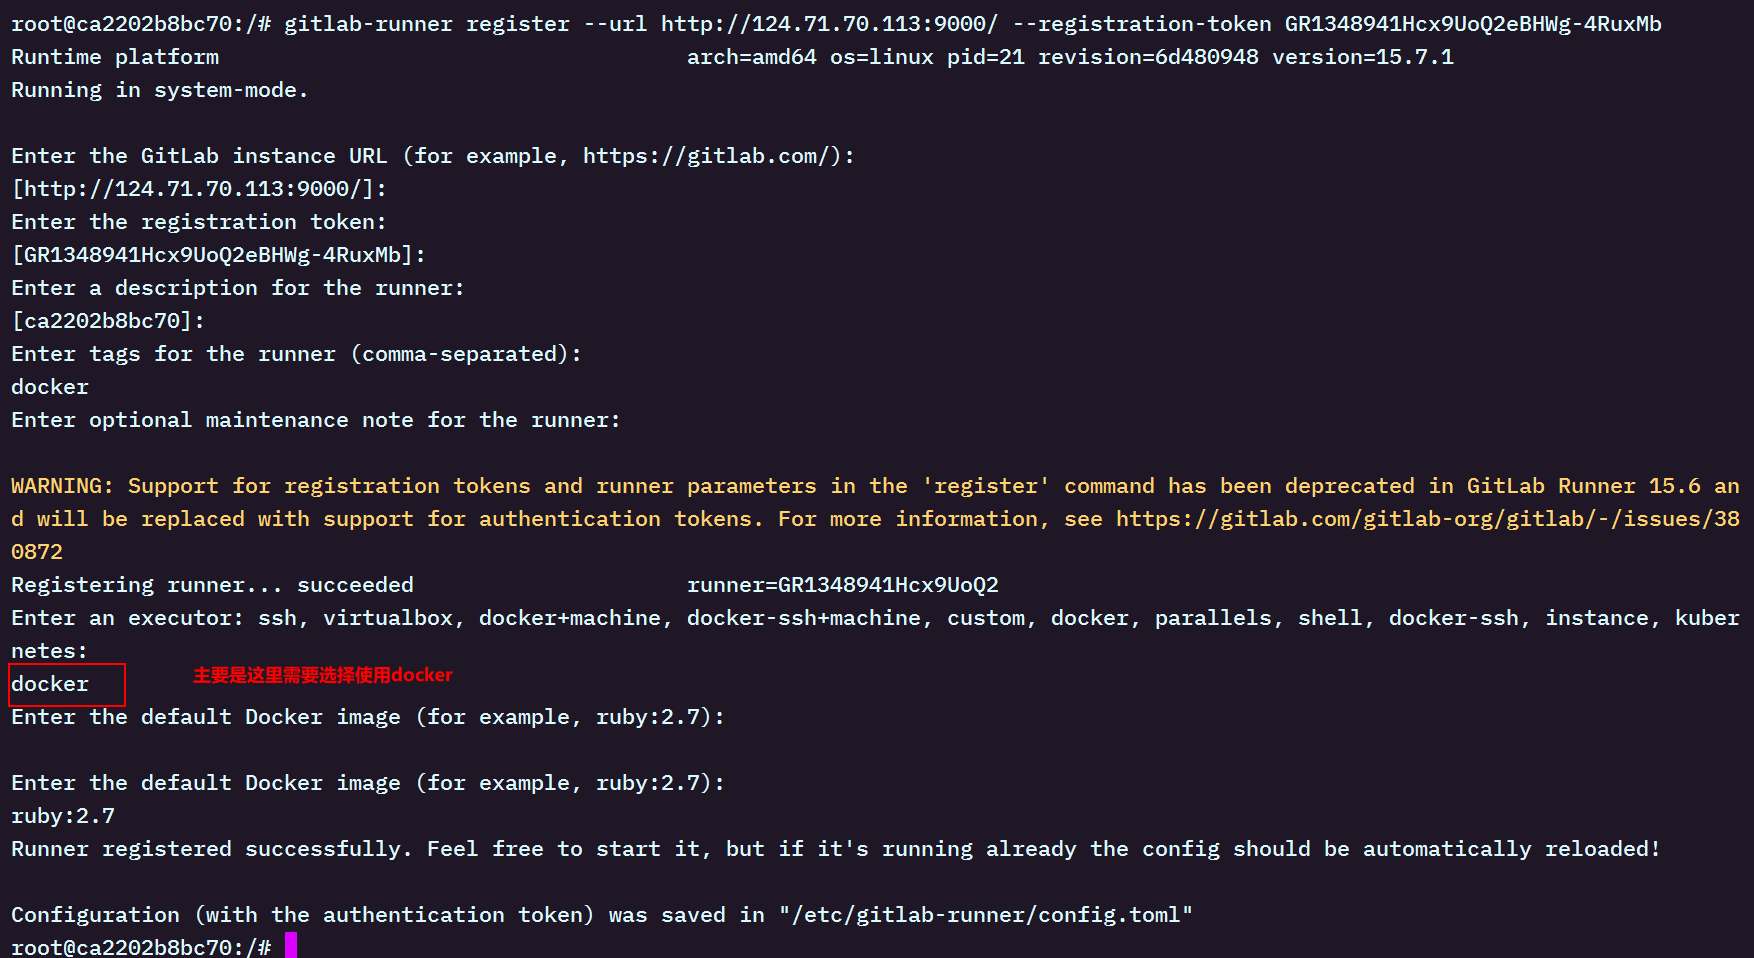 root@ca2202b8bc70:/# gitlab-runner register --url http://124.71.70.113:9000/ --registration-token GR1348941Hcx9UoQ2eBHWg-4RuxMb
Runtime platform arch=amd64 os=linux pid=21 revision=6d480948 version=15.7.1
Running in system-mode.
Enter the GitLab instance URL (for example, https://gitlab.com/):
[http://124.71.70.113:9000/]:
Enter the registration token:
[GR1348941Hcx9UoQ2eBHWg-4RuxMb]:
Enter a description for the runner:
[ca2202b8bc70]:
Enter tags for the runner (comma-separated):
docker
Enter optional maintenance note for the runner:
WARNING: Support for registration tokens and runner parameters in the 'register' command has been deprecated in GitLab Runner 15.6 an
d will be replaced with support for authentication tokens. For more information, see https://gitlab.com/gitlab-org/gitlab/-/issues/38
0872
Registering runner... succeeded runner=GR1348941Hcx9UoQ2
Enter an executor: ssh, virtualbox, docker+machine, docker-ssh+machine, custom, docker, parallels, shell, docker-ssh, instance, kuber
netes:
docker 主要是这里需要选择使用docker
Enter the default Docker image (for example, ruby:2.7):
Enter the default Docker image (for example, ruby:2.7):
ruby:2.7
Runner registered successfully. Feel free to start it, but if it's running already the config should be automatically reloaded!
Configuration (with the authentication token) was saved in "/etc/gitlab-runner/config.toml"
root@ca2202b8bc70:/#